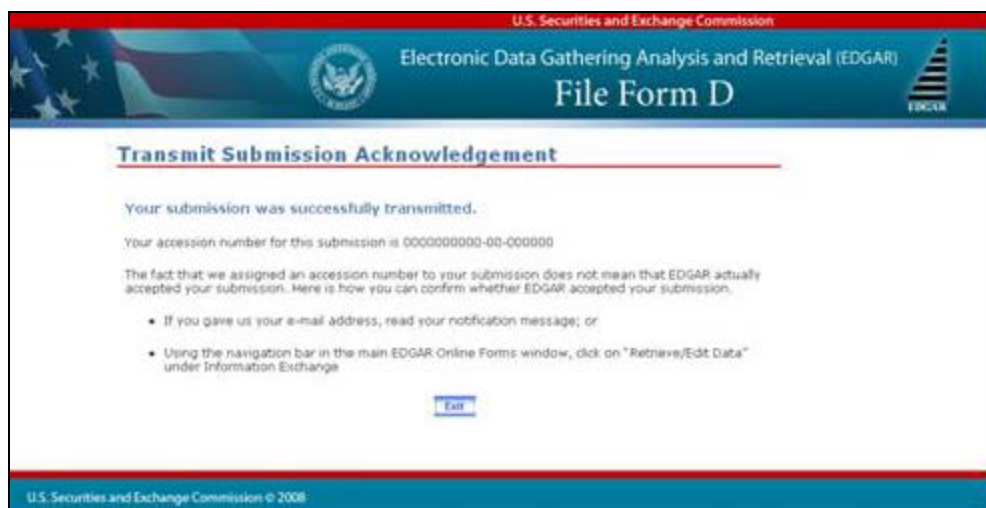 U.S. Securities and Exchange Commission
Electronic Data Gathering Analysis and Retrieval (EDGAR)
File Form D
EDGAR
Transmit Submission Acknowledgement
Your submission was successfully transmitted.
Your accession number for this submission is 0000000000-00-000000
The fact that we assigned an accession number to your submission does not mean that EDGAR actually
accepted your submission. Here is how you can confirm whether EDGAR accepted your submission.
• If you gave us your e-mail address, read your notification message; or
• Using the navigation bar in the main EDGAR Online Forms window, click on "Retrieve/Edit Data"
under Information Exchange
Exit
U.S. Securities and Exchange Commission © 2008